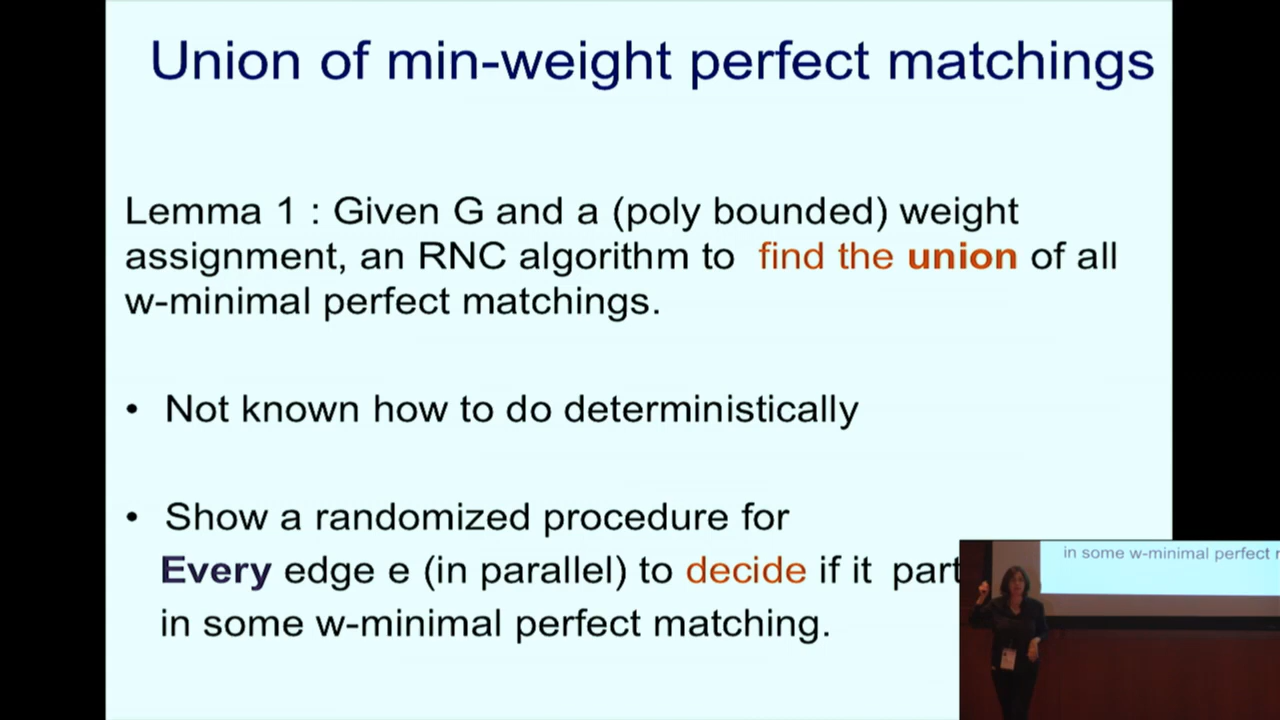 Union of min-weight perfect matchings
Lemma 1 : Given G and a (poly bounded) weight
assignment, an RNC algorithm to find the union of all
w-minimal perfect matchings.
• Not known how to do deterministically
• Show a randomized procedure for
Every edge e (in parallel) to decide if it part
in some w-minimal perfect matching.
in some w-minimal perfect